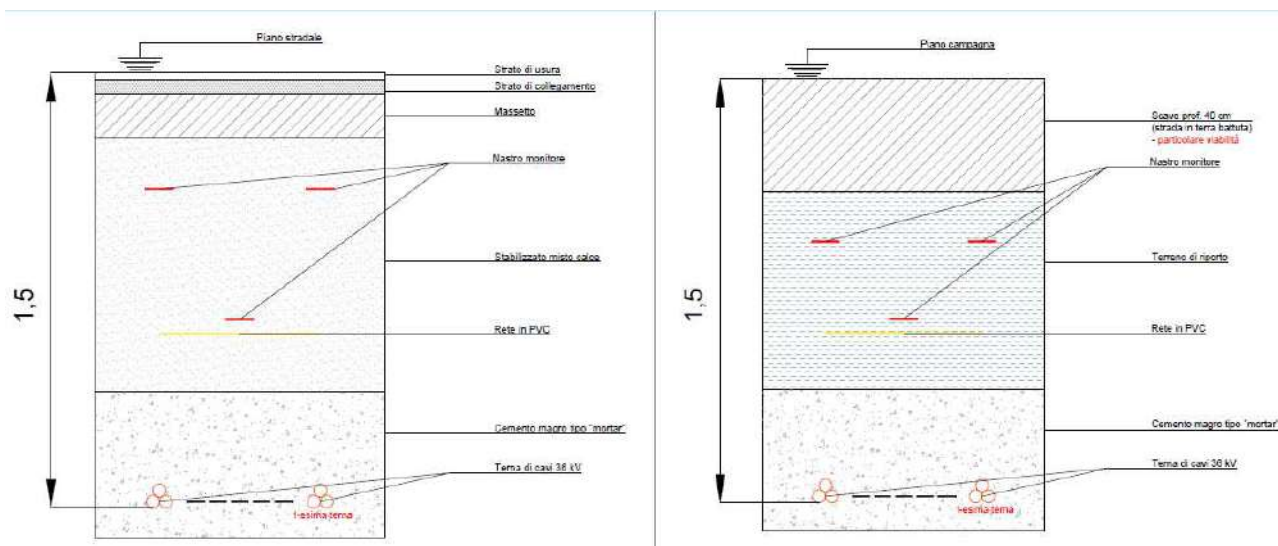 Piano stradale
Strato di usura
Strato di collegamento
Massetto
Nastro monitore
Stabilizzato misto calce
Rete in PVC
Cemento magro tipo "mortar"
Terna di cavi 36 kV
i-esima terna
1,5
Piano campagna
Scavo prof. 40 cm
(strada in terra battuta)
- particolare viabilità
Nastro monitore
Terreno di riporto
Rete in PVC
Cemento magro tipo "mortar"
Terna di cavi 36 kV
i-esima terna
1,5